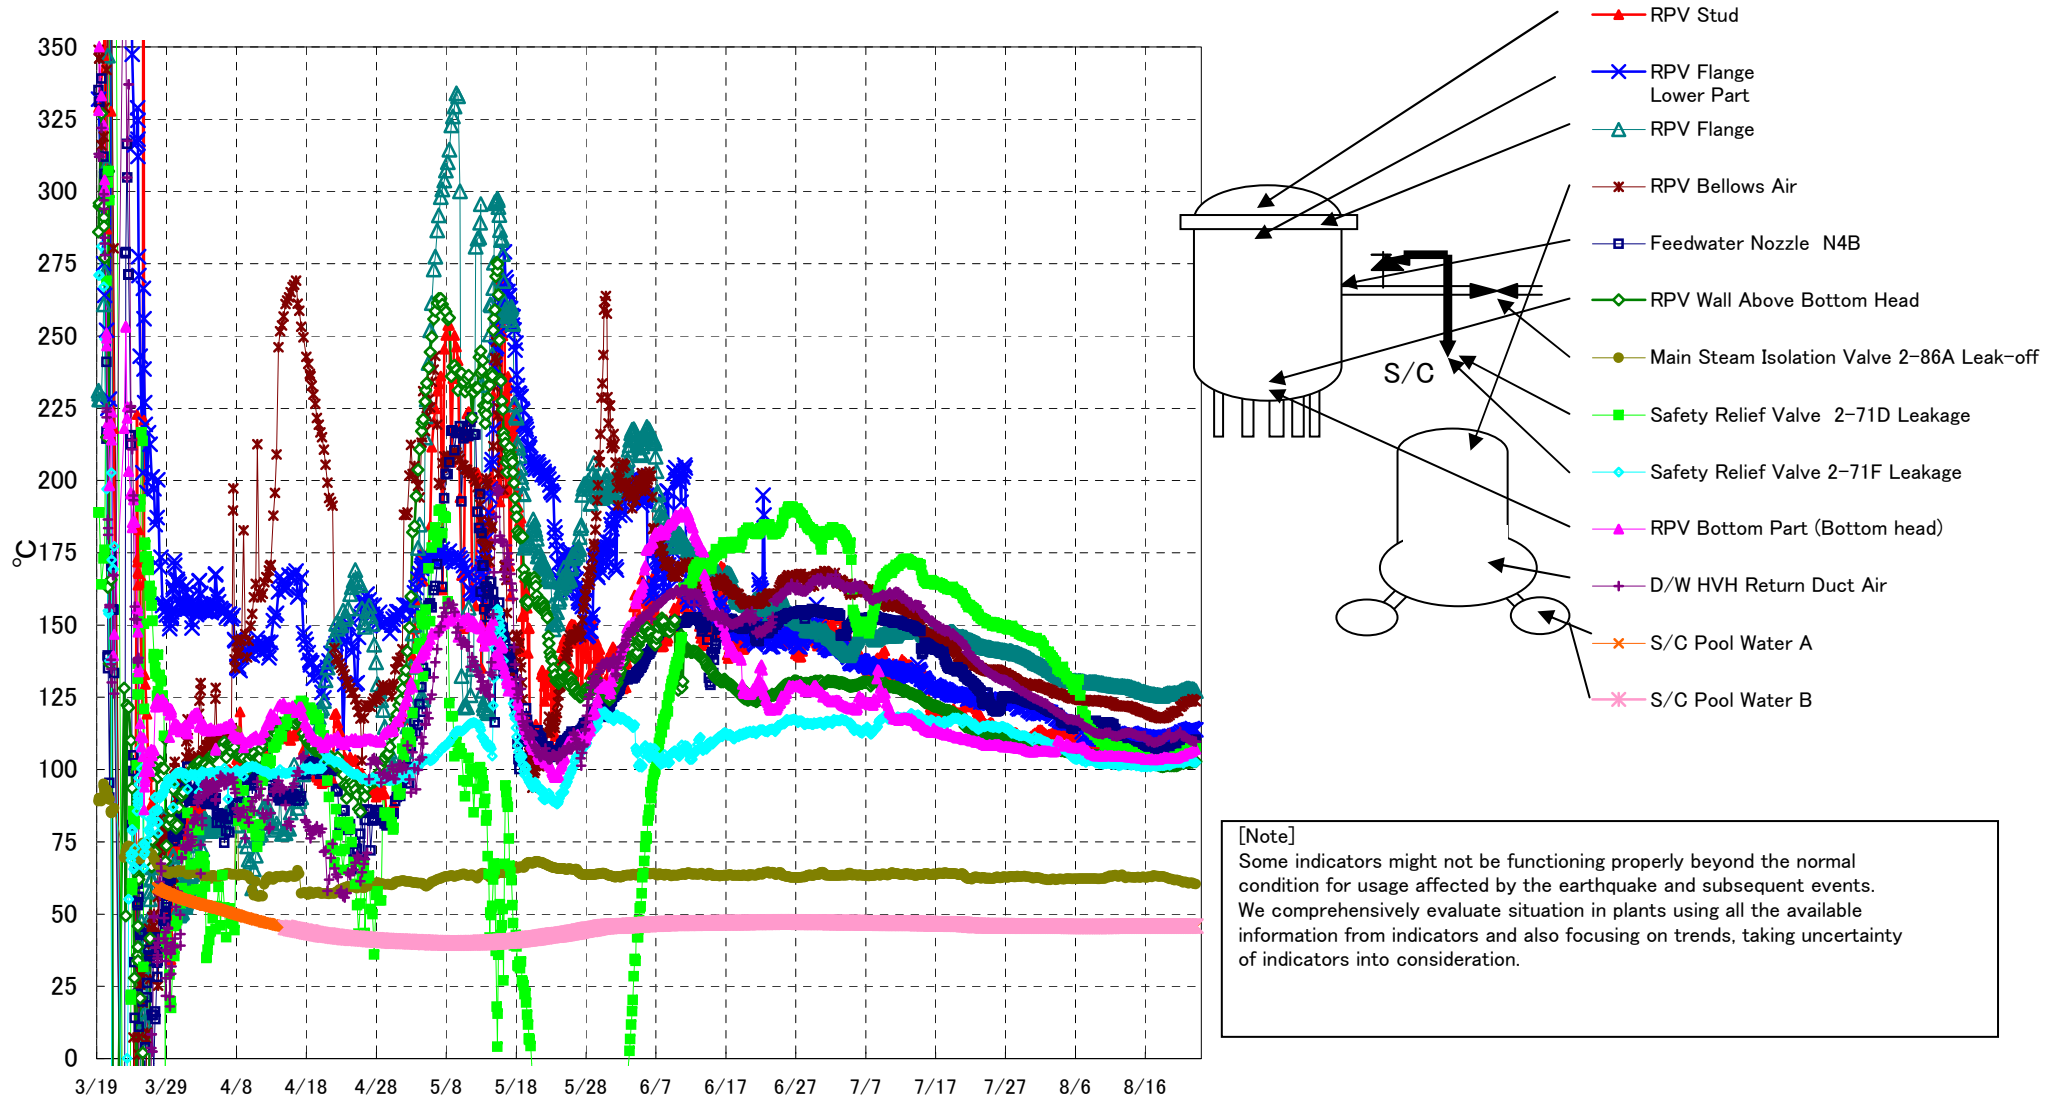 350
325
300
275
250
225
200
175
150
125
100
75
50
25
0
℃
3/19 3/29 4/8 4/18 4/28 5/8 5/18 5/28 6/7 6/17 6/27 7/7 7/17 7/27 8/6 8/16
RPV Stud
RPV Flange
Lower Part
RPV Flange
RPV Bellows Air
Feedwater Nozzle N4B
RPV Wall Above Bottom Head
Main Steam Isolation Valve 2-86A Leak-off
Safety Relief Valve 2-71D Leakage
Safety Relief Valve 2-71F Leakage
RPV Bottom Part (Bottom head)
D/W HVH Return Duct Air
S/C Pool Water A
S/C Pool Water B
S/C
[Note]
Some indicators might not be functioning properly beyond the normal
condition for usage affected by the earthquake and subsequent events.
We comprehensively evaluate situation in plants using all the available
information from indicators and also focusing on trends, taking uncertainty
of indicators into consideration.